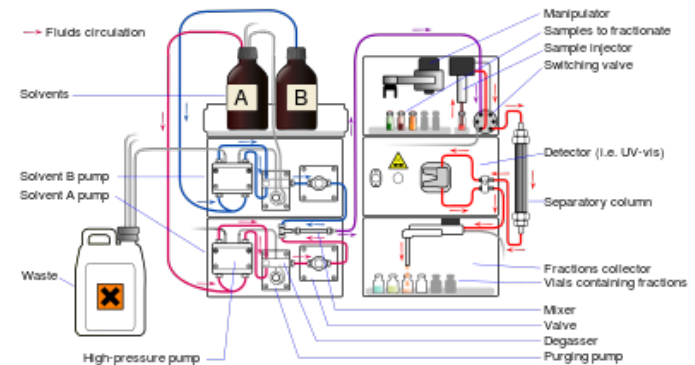 Manipulator
Samples to fractionate
Sample injector
Switching valve
Fluids circulation
Solvents
A
B
Detector (i.e. UV-vis)
Solvent B pump
Solvent A pump
Separatory column
Waste
Fractions collector
Vials containing fractions
Mixer
Valve
Degasser
High-pressure pump
Purging pump